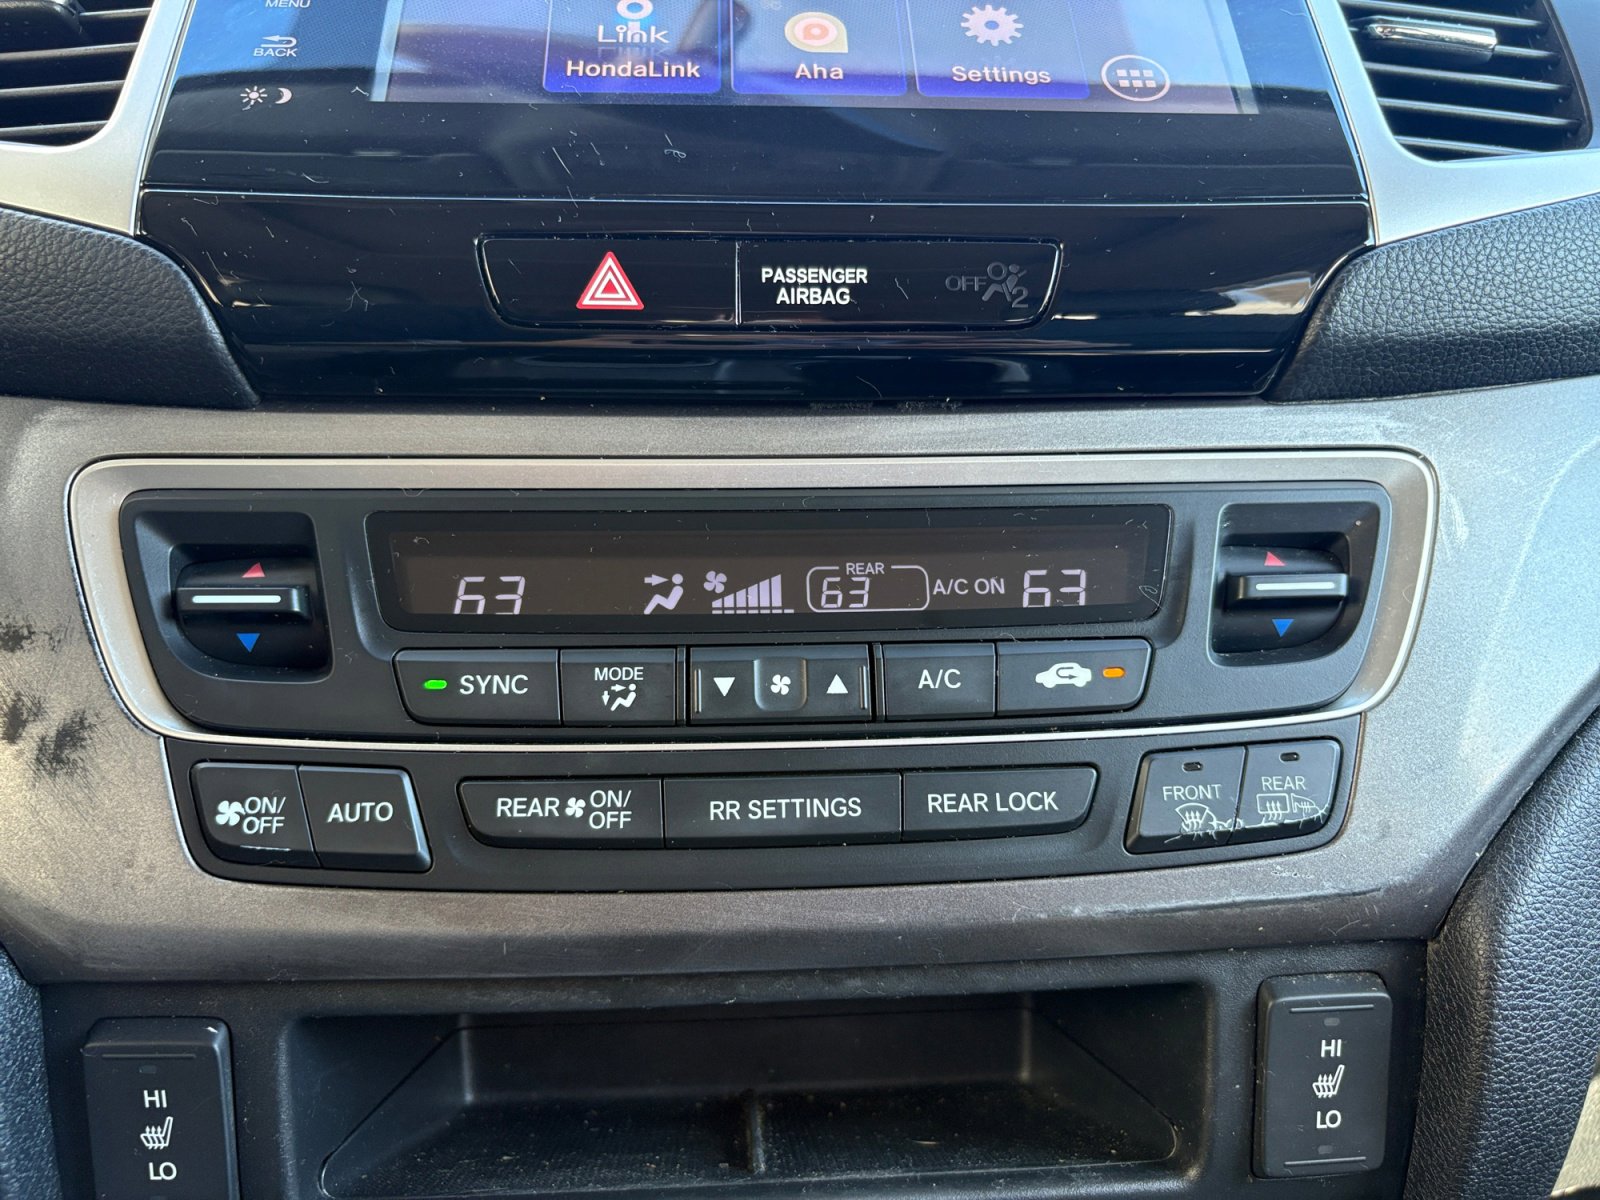 MENU
BACK
Link
HondaLink
Aha
Settings
PASSENGER
AIRBAG
OFF
2
63
REAR
63
A/C ON
63
SYNC
MODE
A/C
ON/
OFF
AUTO
REAR ON/
OFF
RR SETTINGS
REAR LOCK
FRONT
REAR
HI
LO
HI
LO